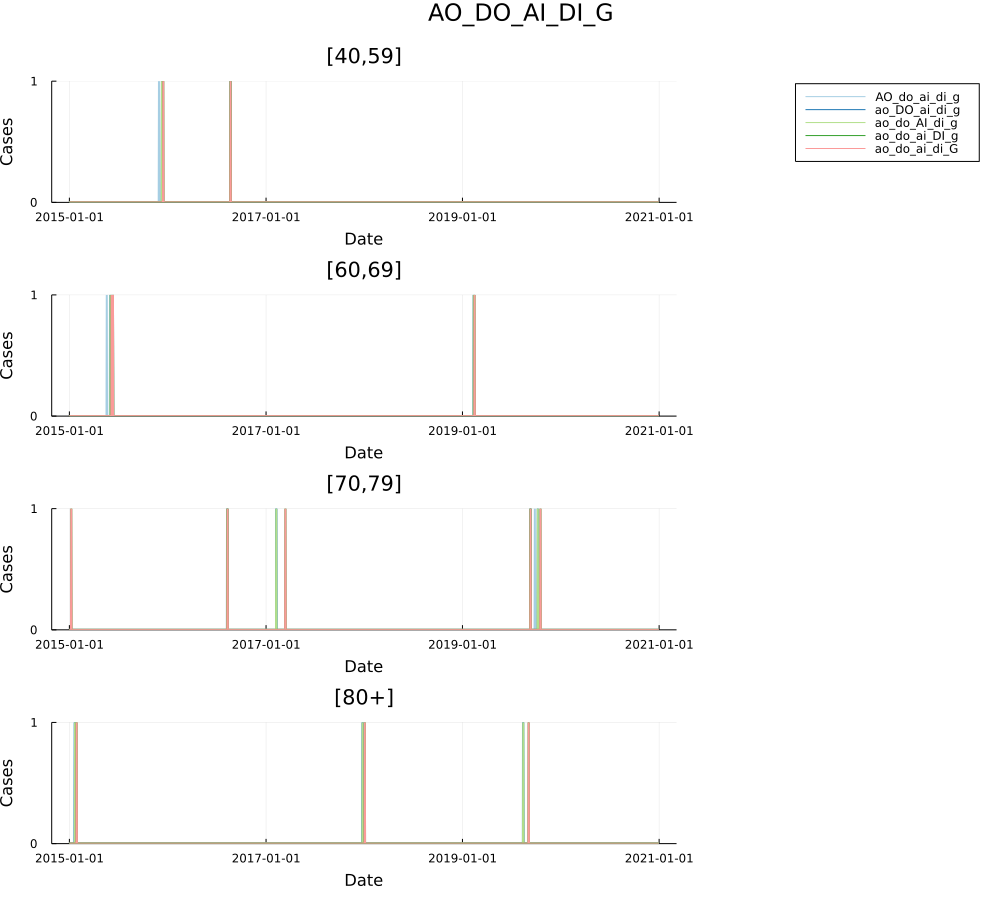 AO_DO_AI_DI_G
[40,59]
1
Cases
0
2015-01-01 2017-01-01 2019-01-01 2021-01-01
Date
AO_do_ai_di_g
ao_DO_ai_di_g
ao_do_AI_di_g
ao_do_ai_DI_g
ao_do_ai_di_G
[60,69]
1
Cases
0
2015-01-01 2017-01-01 2019-01-01 2021-01-01
Date
[70,79]
1
Cases
0
2015-01-01 2017-01-01 2019-01-01 2021-01-01
Date
[80+]
1
Cases
0
2015-01-01 2017-01-01 2019-01-01 2021-01-01
Date